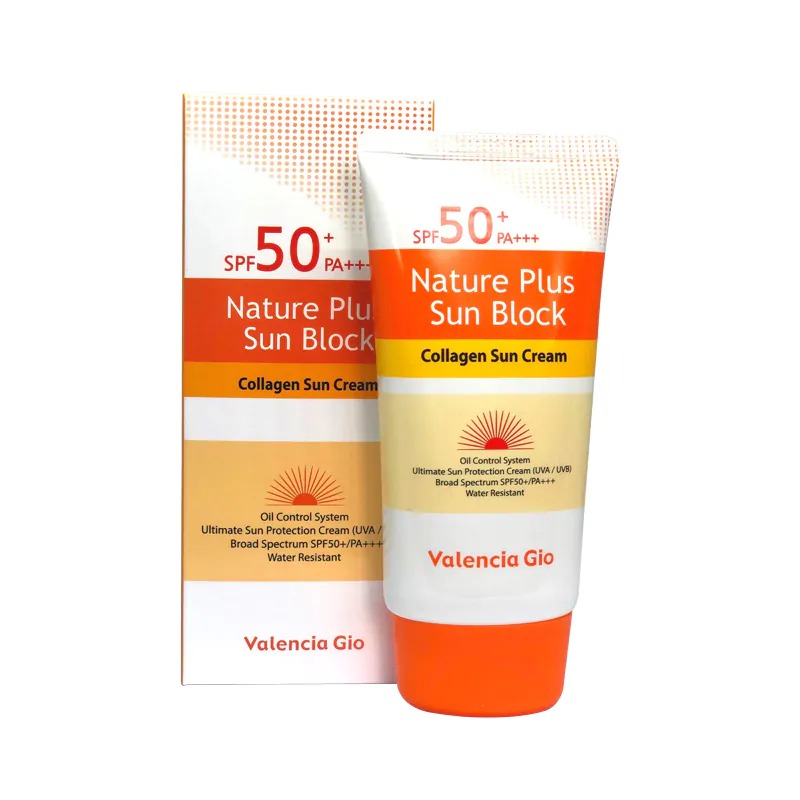 SPF50+ PA+++
Nature Plus
Sun Block
Collagen Sun Cream
Oil Control System
Ultimate Sun Protection Cream (UVA /
Broad Spectrum SPF50+/PA+++
Water Resistant
Valencia Gio
SPF50+ PA+++
Nature Plus
Sun Block
Collagen Sun Cream
Oil Control System
Ultimate Sun Protection Cream (UVA / UVB)
Broad Spectrum SPF50+/PA+++
Water Resistant
Valencia Gio